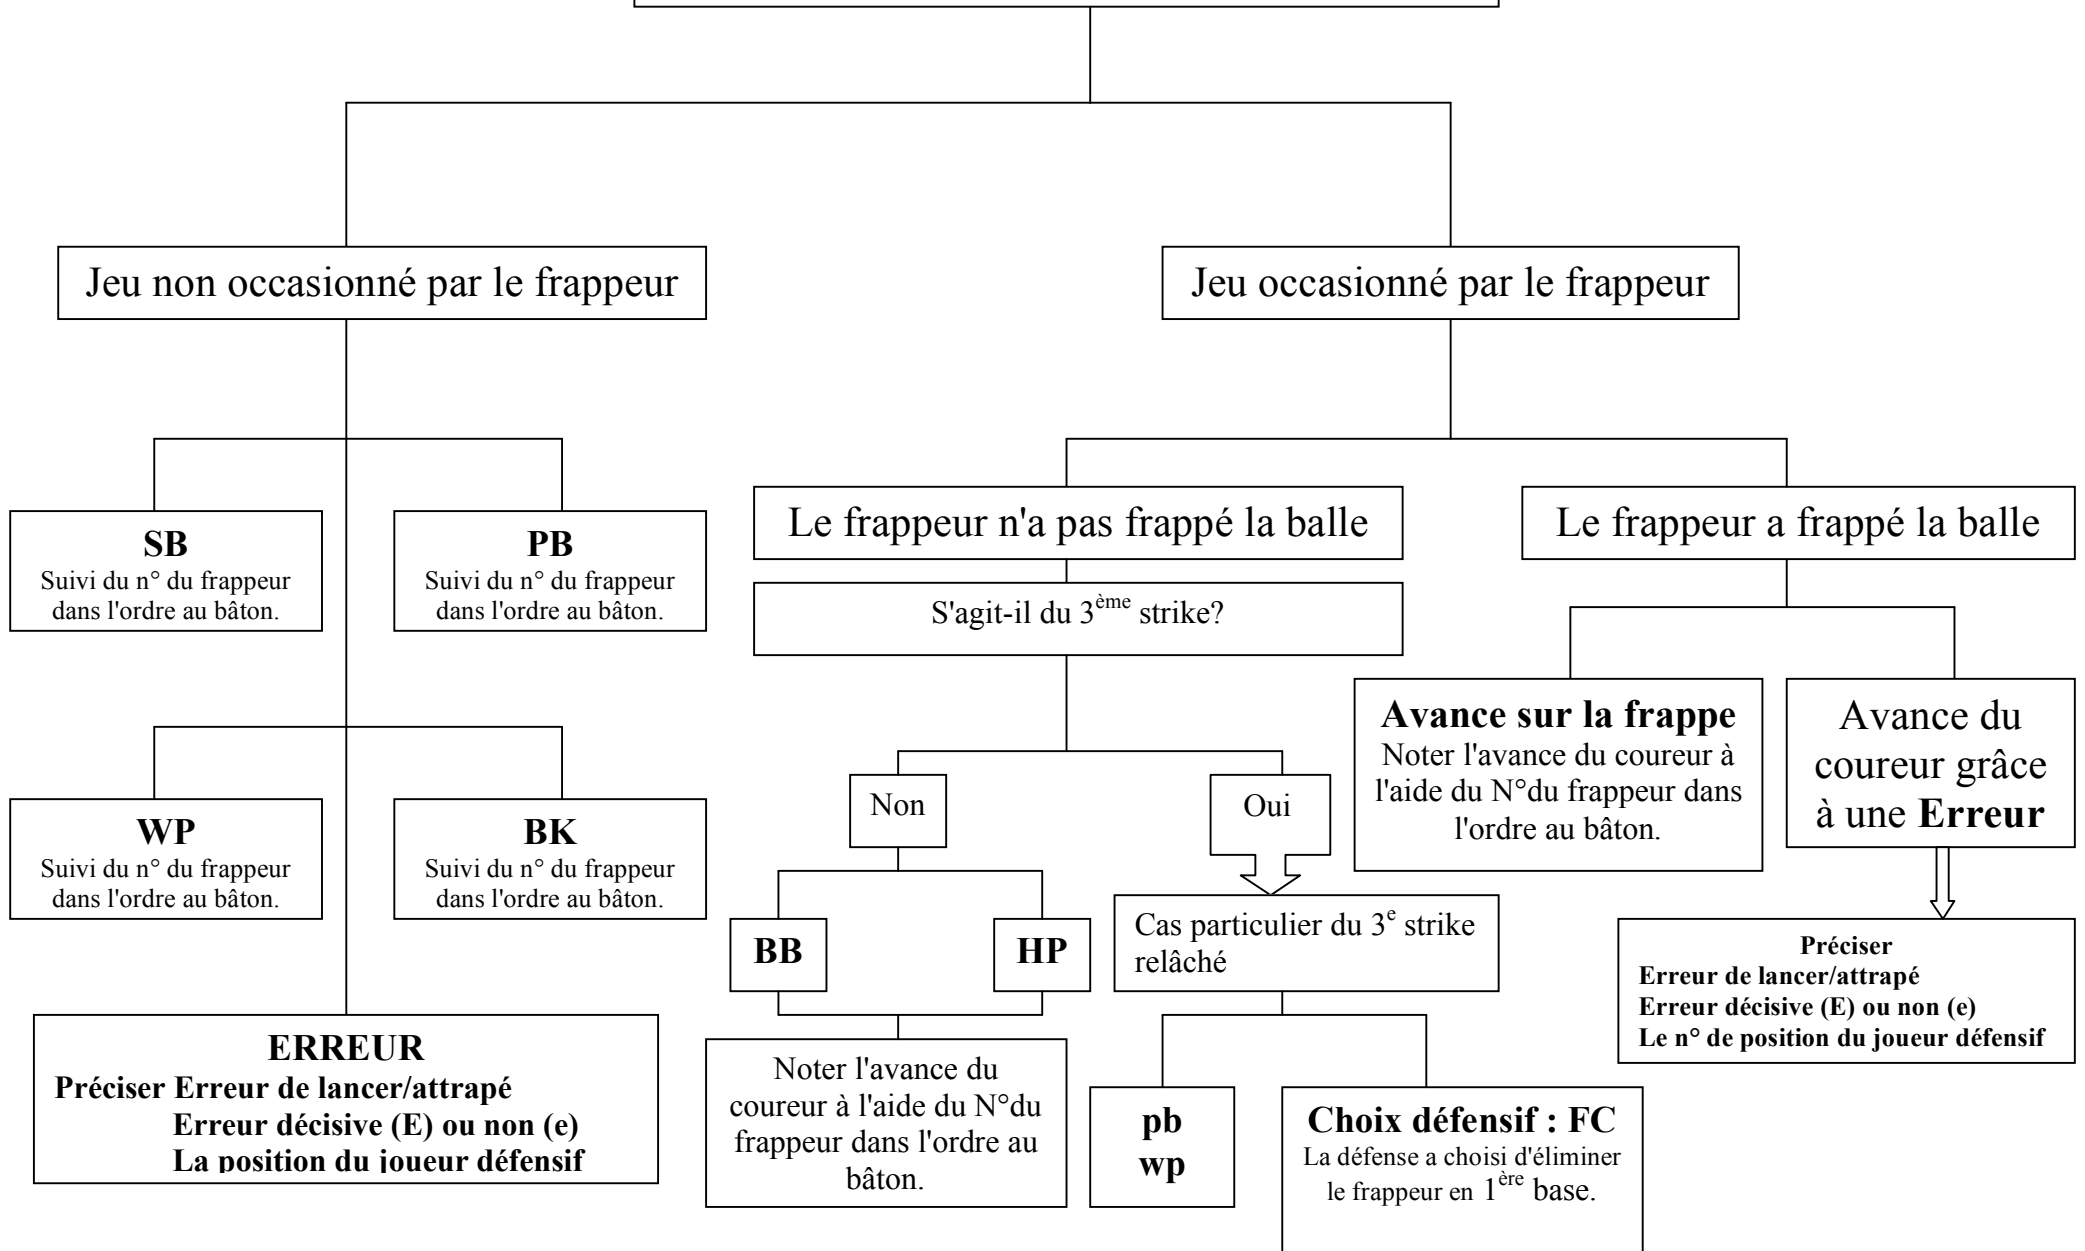 Jeu non occasionné par le frappeur
Jeu occasionné par le frappeur
SB
Suivi du n° du frappeur
dans l'ordre au bâton.
PB
Suivi du n° du frappeur
dans l'ordre au bâton.
WP
Suivi du n° du frappeur
dans l'ordre au bâton.
BK
Suivi du n° du frappeur
dans l'ordre au bâton.
ERREUR
Préciser Erreur de lancer/attrapé
Erreur décisive (E) ou non (e)
La position du joueur défensif
Le frappeur n'a pas frappé la balle
S'agit-il du 3ème strike?
Non
Oui
BB
HP
Noter l'avance du
coureur à l'aide du N°du
frappeur dans l'ordre au
bâton.
Cas particulier du 3e strike
relâché
pb
wp
Choix défensif : FC
La défense a choisi d'éliminer
le frappeur en 1ère base.
Le frappeur a frappé la balle
Avance sur la frappe
Noter l'avance du coureur à
l'aide du N°du frappeur dans
l'ordre au bâton.
Avance du
coureur grâce
à une Erreur
Préciser
Erreur de lancer/attrapé
Erreur décisive (E) ou non (e)
Le n° de position du joueur défensif